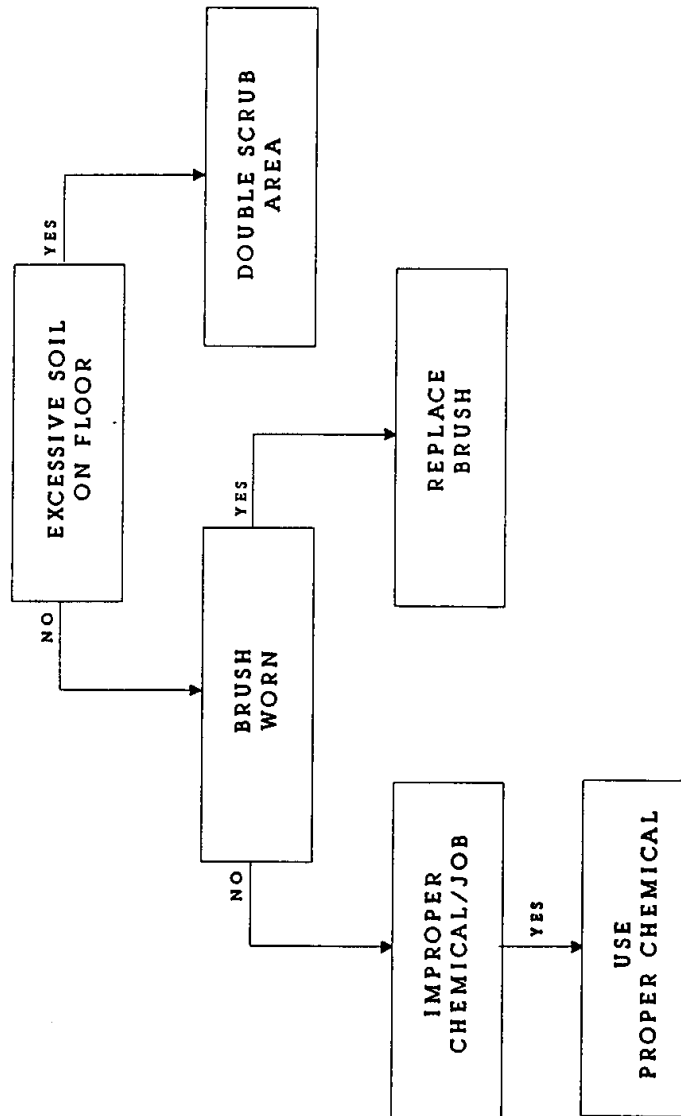 EXCESSIVE SOIL
ON FLOOR
YES
DOUBLE SCRUB
AREA
NO
BRUSH
WORN
YES
REPLACE
BRUSH
NO
IMPROPER
CHEMICAL/JOB
YES
USE
PROPER CHEMICAL